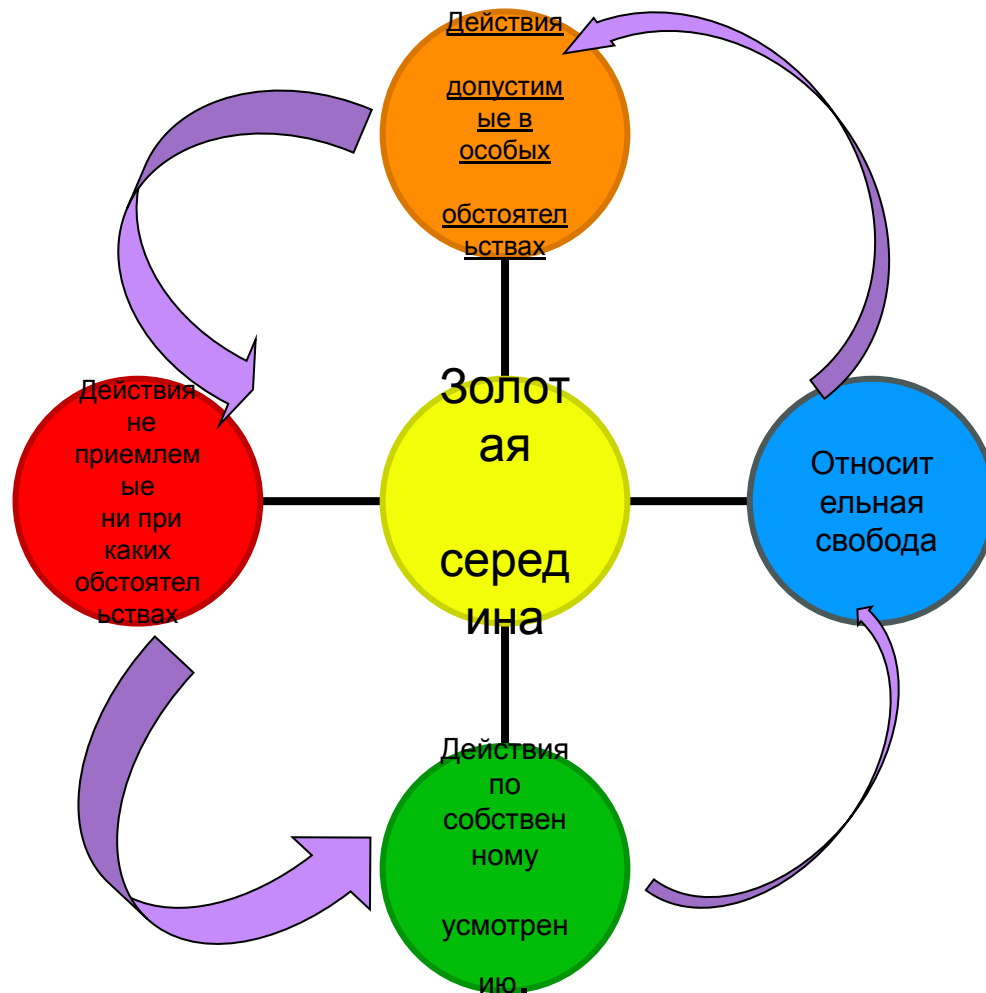 Действия
допустим
ые в
особых
обстоятел
ьствах
Действия
не
приемлем
ые
ни при
каких
обстоятел
ьствах
Золот
ая
серед
ина
Относит
ельная
свобода
Действия
по
собствен
ному
усмотрен
ию.